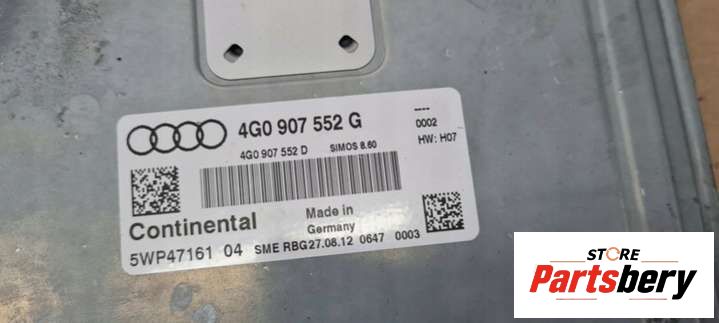 4G0 907 552 G
----
0002
4G0 907 552 D SIMOS 8.60
HW: H07
Continental
Made in
Germany
5WP47161 04 SME RBG27.08.12 0647 0003
STORE
Partsbery